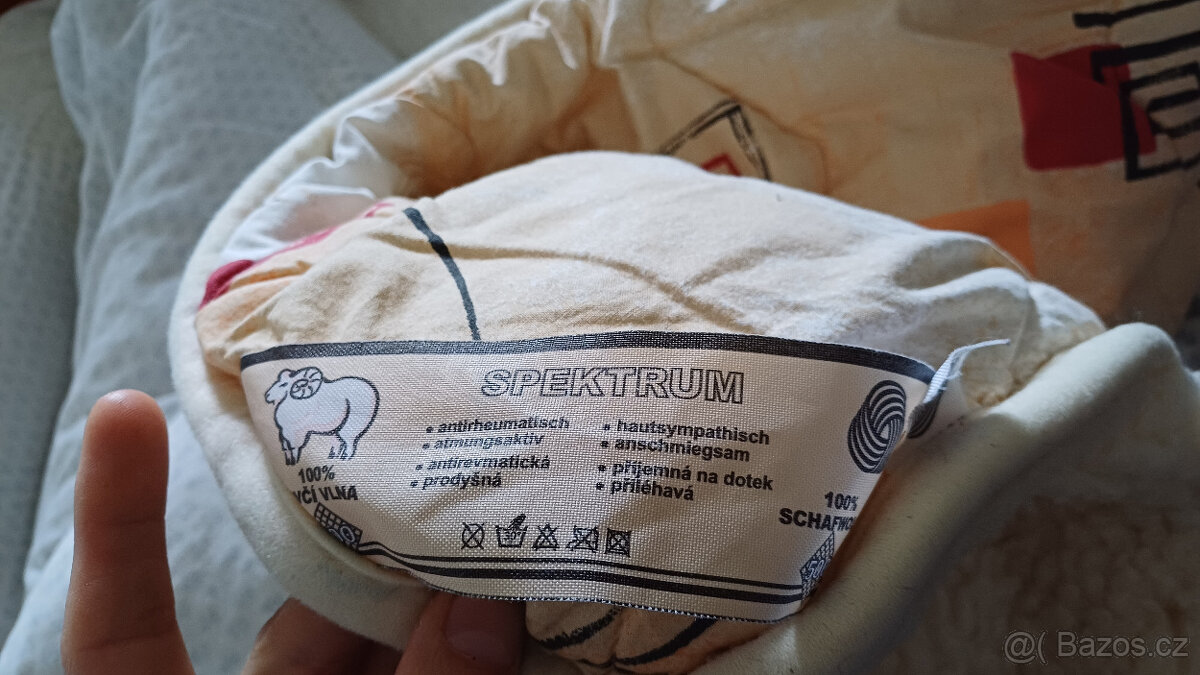 SPEKTRUM
• antirheumatisch
• atmungsaktiv
• antirevmatická
• prodyšná
• hautsympathisch
• anschmiegsam
• příjemná na dotek
• přiléhavá
100%
VČÍ VLNA
100%
SCHAFWO
@( Bazos.cz